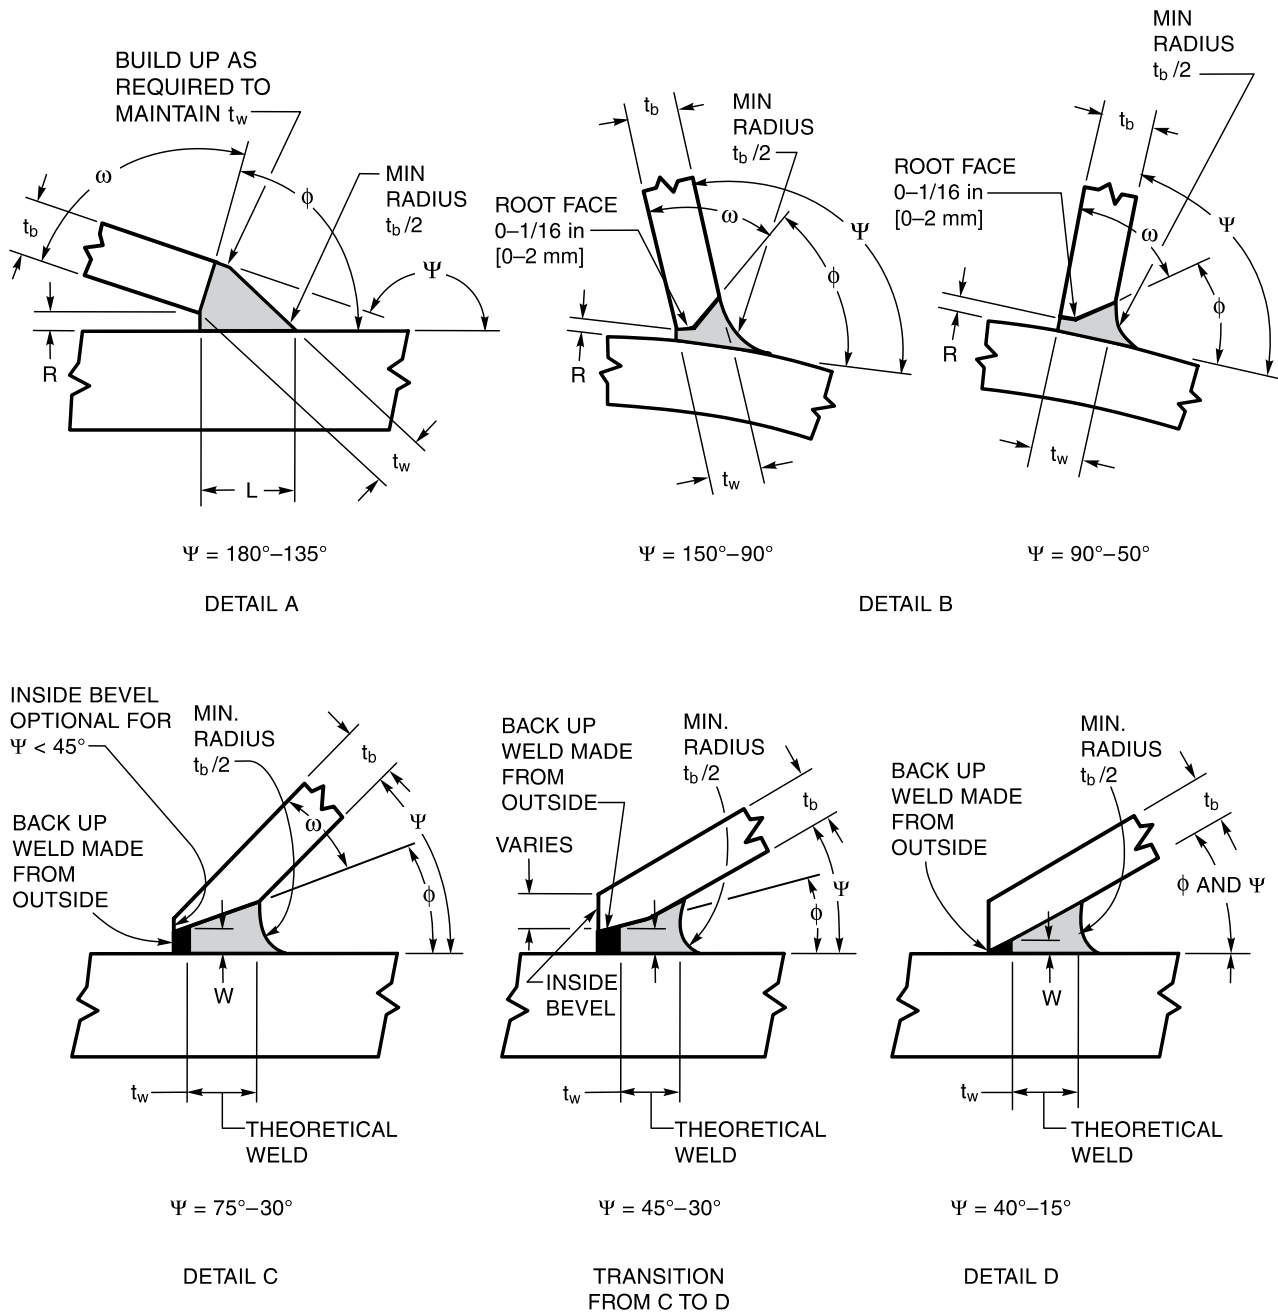 BUILD UP AS
REQUIRED TO
MAINTAIN tw
ω
ϕ
tb
MIN
RADIUS
tb/2
Ψ
R
L
tw
Ψ = 180°–135°
DETAIL A
tb
MIN
RADIUS
tb/2
ROOT FACE
0–1/16 in
[0–2 mm]
ω
Ψ
ϕ
R
tw
Ψ = 150°–90°
MIN
RADIUS
tb/2
tb
ROOT FACE
0–1/16 in
[0–2 mm]
Ψ
ω
ϕ
R
tw
Ψ = 90°–50°
DETAIL B
INSIDE BEVEL
OPTIONAL FOR
Ψ < 45°
MIN.
RADIUS
tb/2
tb
BACK UP
WELD MADE
FROM
OUTSIDE
ω
Ψ
ϕ
W
tw
THEORETICAL
WELD
Ψ = 75°–30°
DETAIL C
BACK UP
WELD MADE
FROM
OUTSIDE
MIN.
RADIUS
tb/2
tb
VARIES
Ψ
ϕ
INSIDE
BEVEL
tw
THEORETICAL
WELD
Ψ = 45°–30°
TRANSITION
FROM C TO D
MIN.
RADIUS
tb/2
BACK UP
WELD MADE
FROM
OUTSIDE
tb
ϕ AND Ψ
W
tw
THEORETICAL
WELD
Ψ = 40°–15°
DETAIL D